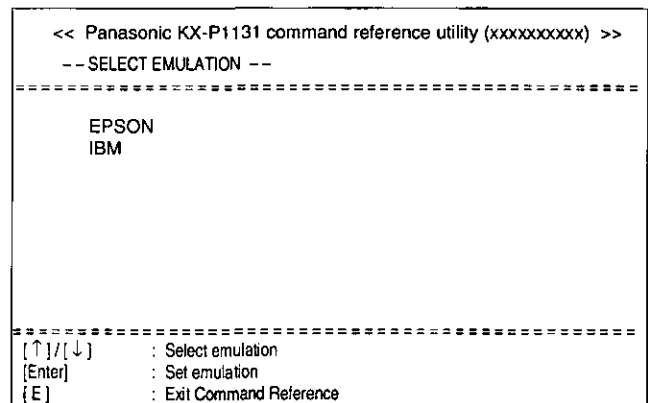 << Panasonic KX-P1131 command reference utility (xxxxxxxxxx) >>
-- SELECT EMULATION --
==================================================
EPSON
IBM
==================================================
[↑]/[↓] : Select emulation
[Enter] : Set emulation
[E] : Exit Command Reference